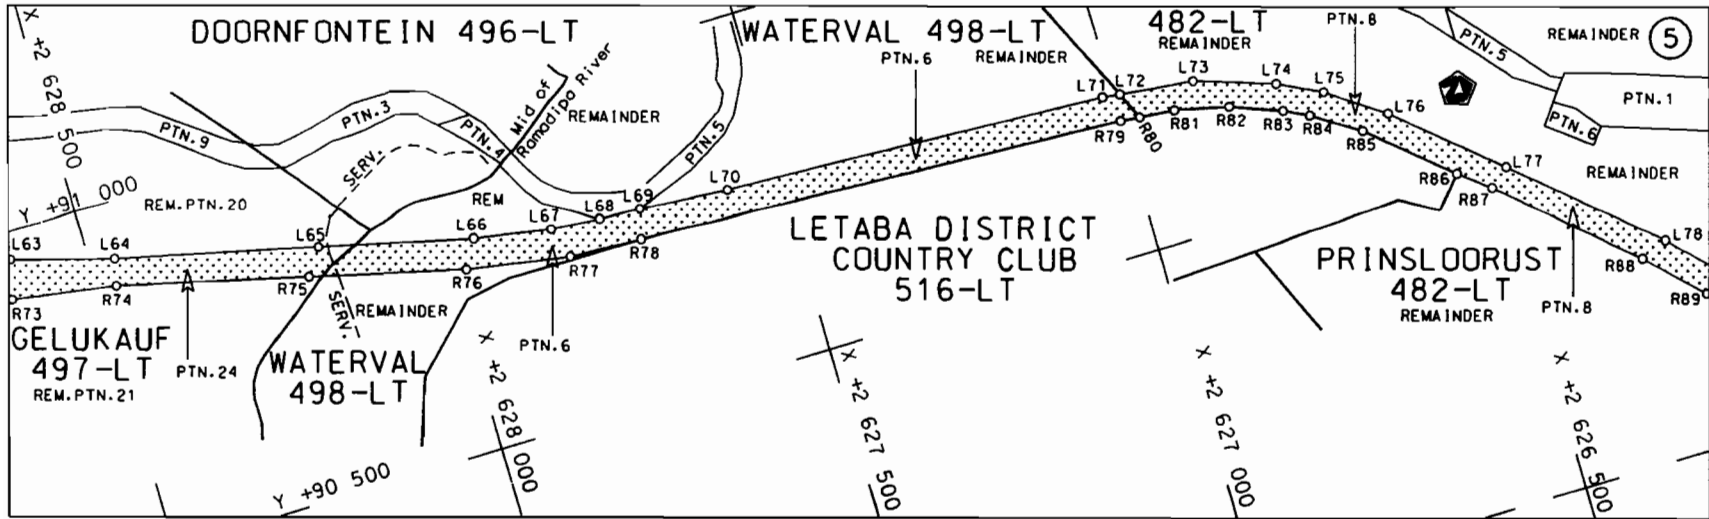 DOORNFONTEIN 496-LT
WATERVAL 498-LT
REMAINDER
482-LT
REMAINDER
PTN.8
PTN.5
REMAINDER
5
X +2 628 500
PTN.9
PTN.3
PTN.4
Mid of
Ramadipa River
REMAINDER
PTN.5
PTN.6
SERV.
PTN.1
PTN.6
REMAINDER
Y +91 000
REM.PTN.20
REM
L63
L64
L65
L66
L67
L68
L69
L70
L71
L72
L73
L74
L75
L76
L77
L78
R73
R74
R75
R76
R77
R78
R79
R80
R81
R82
R83
R84
R85
R86
R87
R88
R89
GELUKAUF
497-LT
REM.PTN.21
PTN.24
SERV.
REMAINDER
WATERVAL
498-LT
PTN.6
LETABA DISTRICT
COUNTRY CLUB
516-LT
PRINSLOORUST
482-LT
REMAINDER
PTN.8
Y +90 500
X +2 628 000
X +2 627 500
X +2 627 000
X +2 626 500